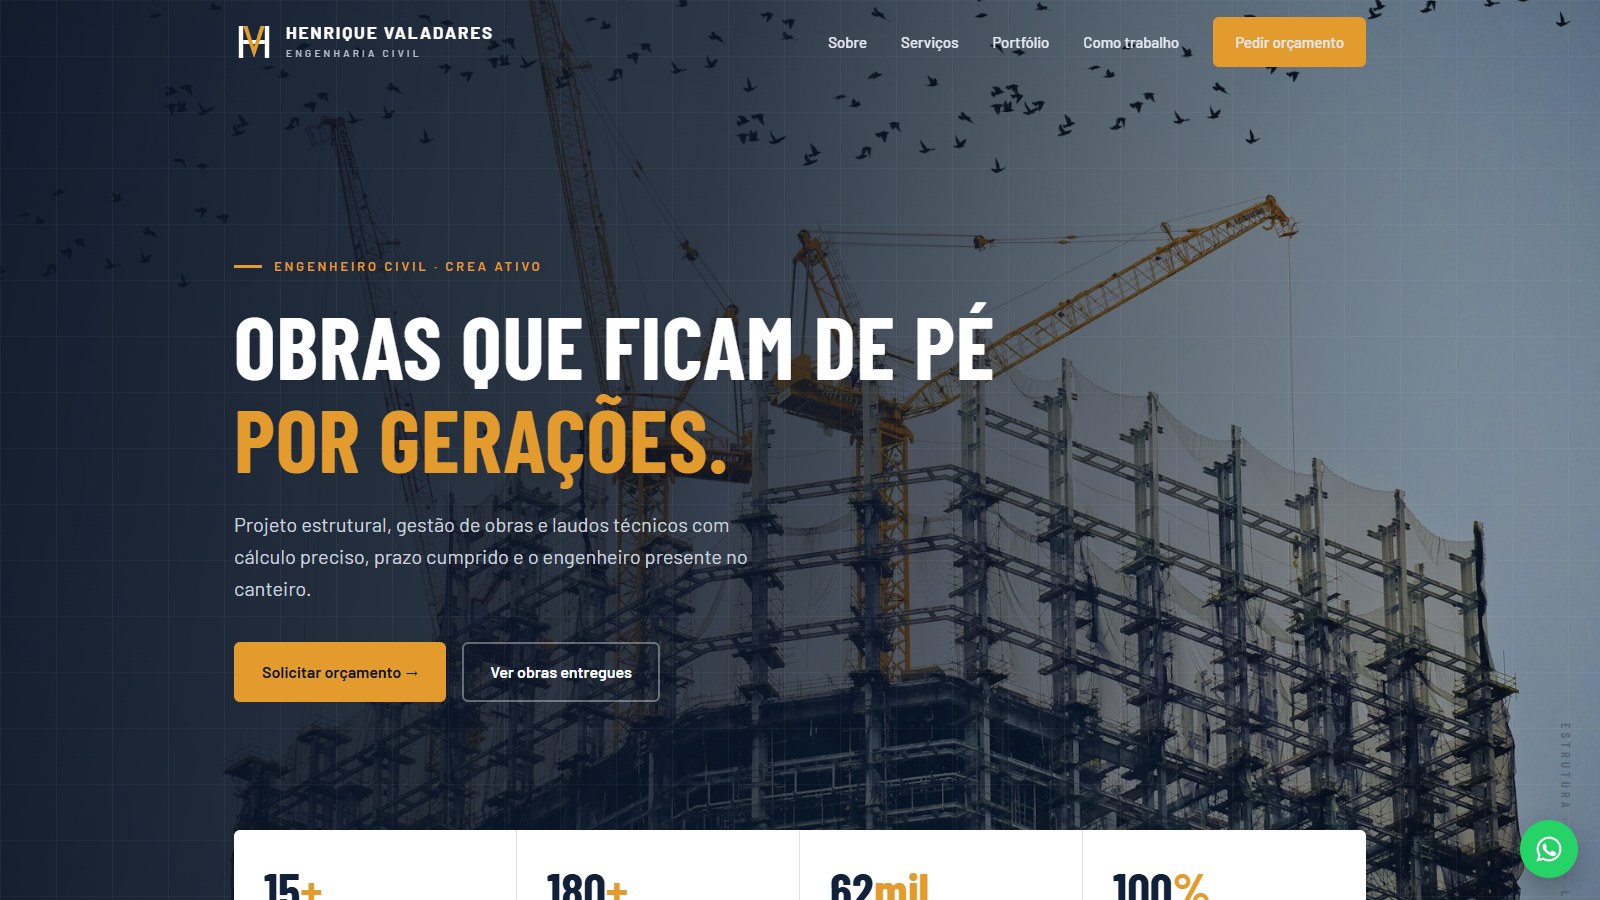 HENRIQUE VALADARES
ENGENHARIA CIVIL
Sobre
Serviços
Portfólio
Como trabalho
Pedir orçamento
ENGENHEIRO CIVIL · CREA ATIVO
OBRAS QUE FICAM DE PÉ
POR GERAÇÕES.
Projeto estrutural, gestão de obras e laudos técnicos com
cálculo preciso, prazo cumprido e o engenheiro presente no
canteiro.
Solicitar orçamento →
Ver obras entregues
ESTRUTURA ·
15+
180+
62mil
100%